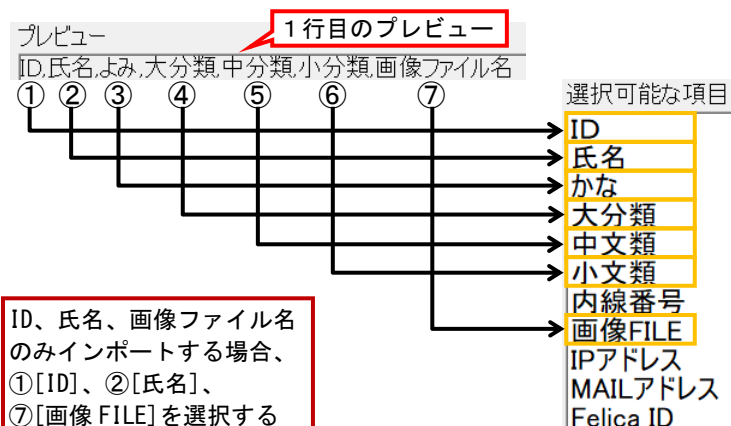 プレビュー
1行目のプレビュー
ID,氏名,よみ,大分類,中分類,小分類,画像ファイル名
① ② ③ ④ ⑤ ⑥ ⑦
選択可能な項目
ID
氏名
かな
大分類
中文類
小文類
内線番号
画像FILE
IPアドレス
MAILアドレス
Felica ID
ID、氏名、画像ファイル名
のみインポートする場合、
①[ID]、②[氏名]、
⑦[画像FILE]を選択する